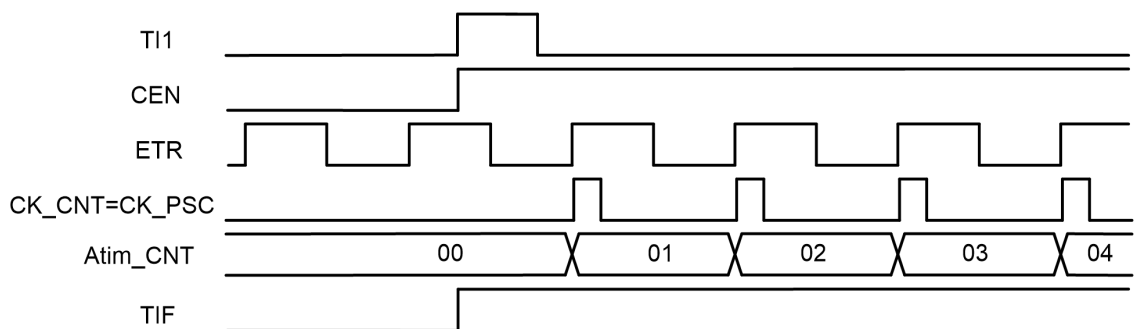 TI1
CEN
ETR
CK_CNT=CK_PSC
Atim_CNT 00 01 02 03 04
TIF